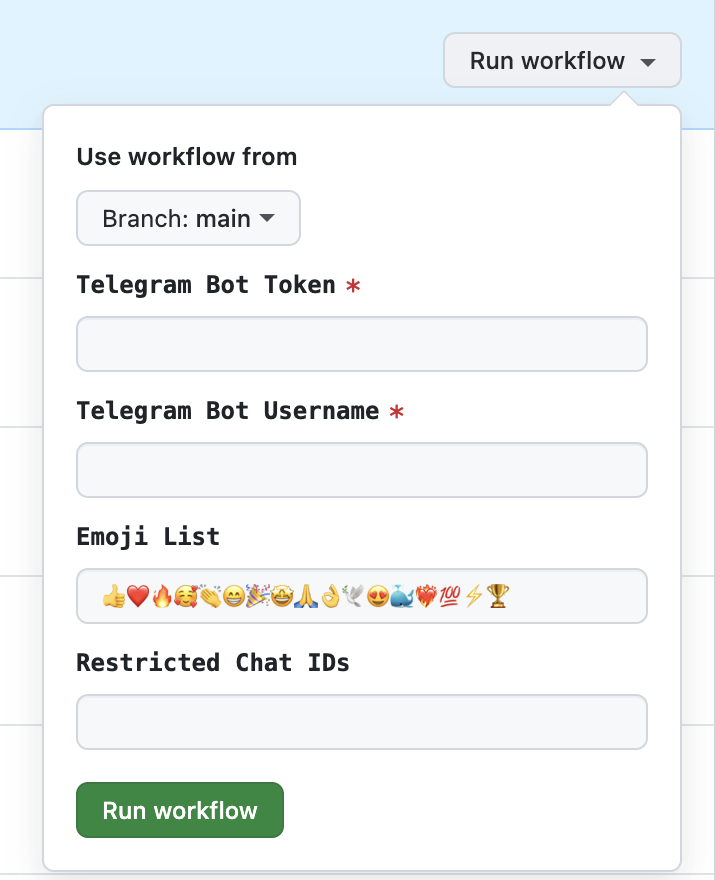 Run workflow
Use workflow from
Branch: main
Telegram Bot Token *
Telegram Bot Username *
Emoji List
👍❤️🔥🥰👏😁🎉🤩🙏👌🕊😍🐳❤️‍🔥💯⚡🏆
Restricted Chat IDs
Run workflow